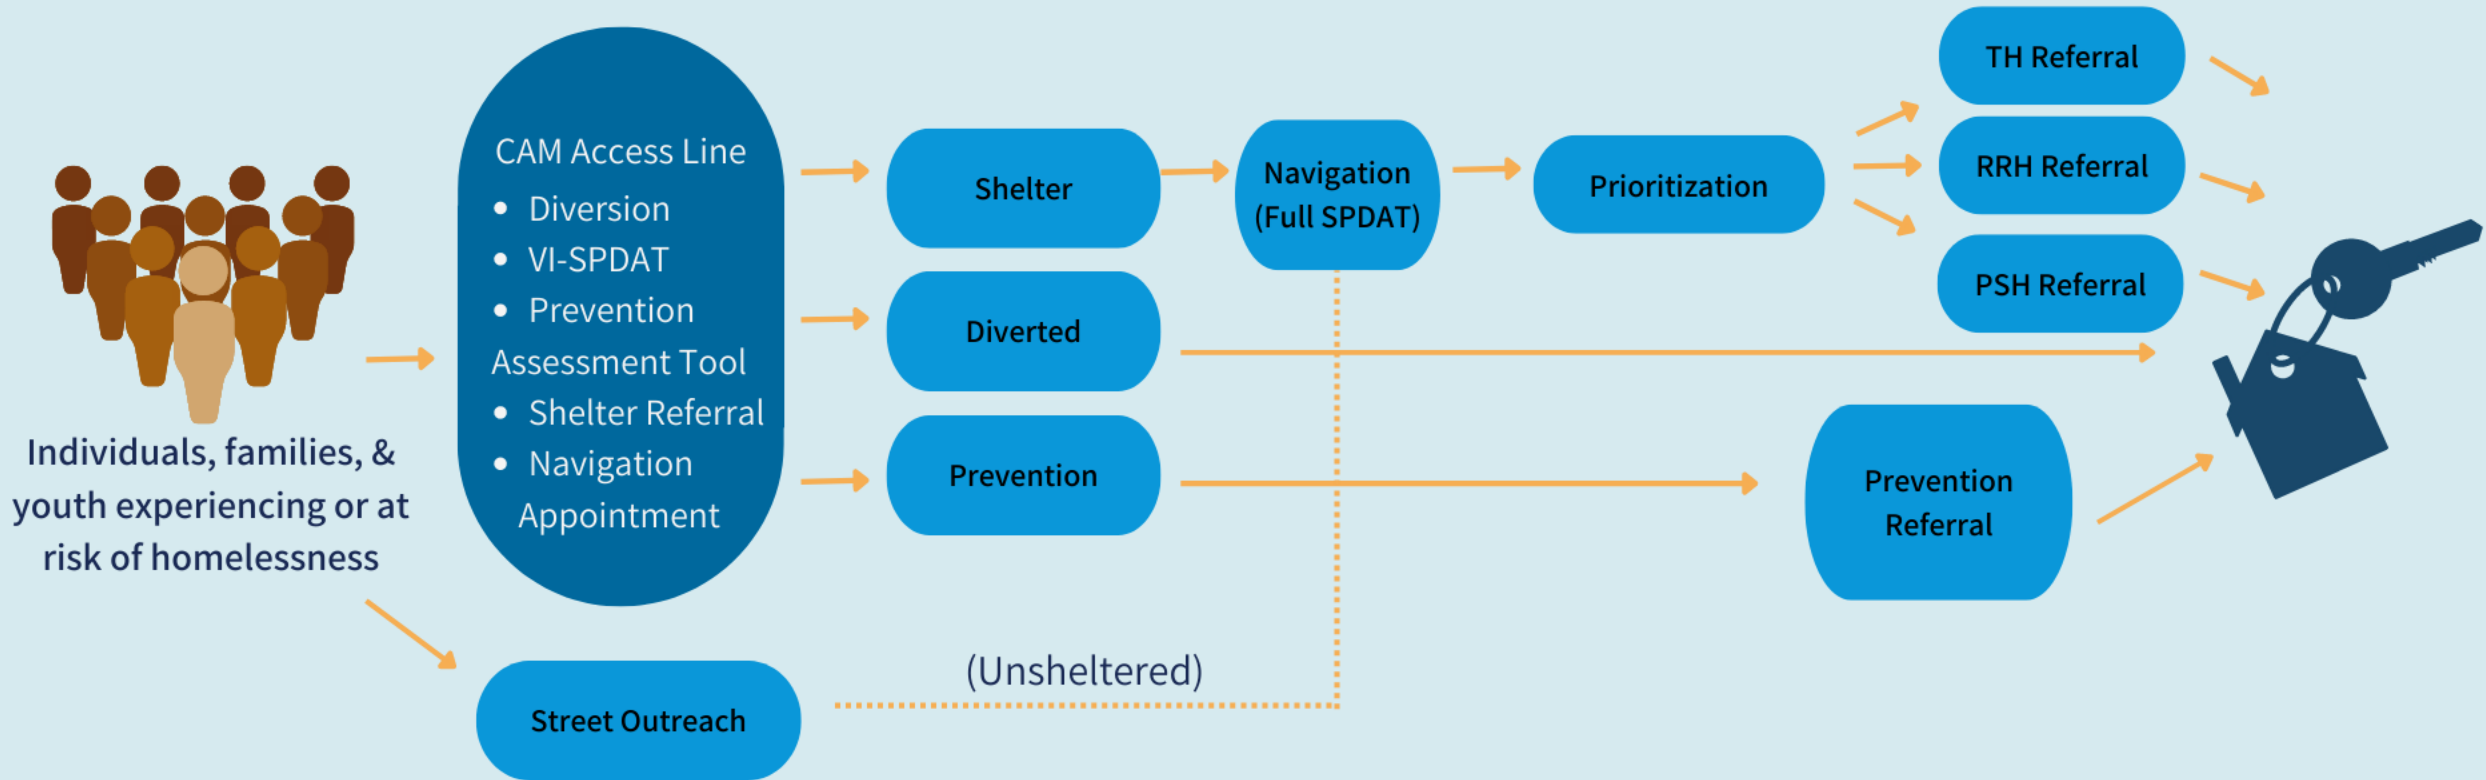 Individuals, families, &
youth experiencing or at
risk of homelessness
CAM Access Line
• Diversion
• VI-SPDAT
• Prevention
Assessment Tool
• Shelter Referral
• Navigation
Appointment
Street Outreach
Shelter
Diverted
Prevention
(Unsheltered)
Navigation
(Full SPDAT)
Prioritization
TH Referral
RRH Referral
PSH Referral
Prevention
Referral